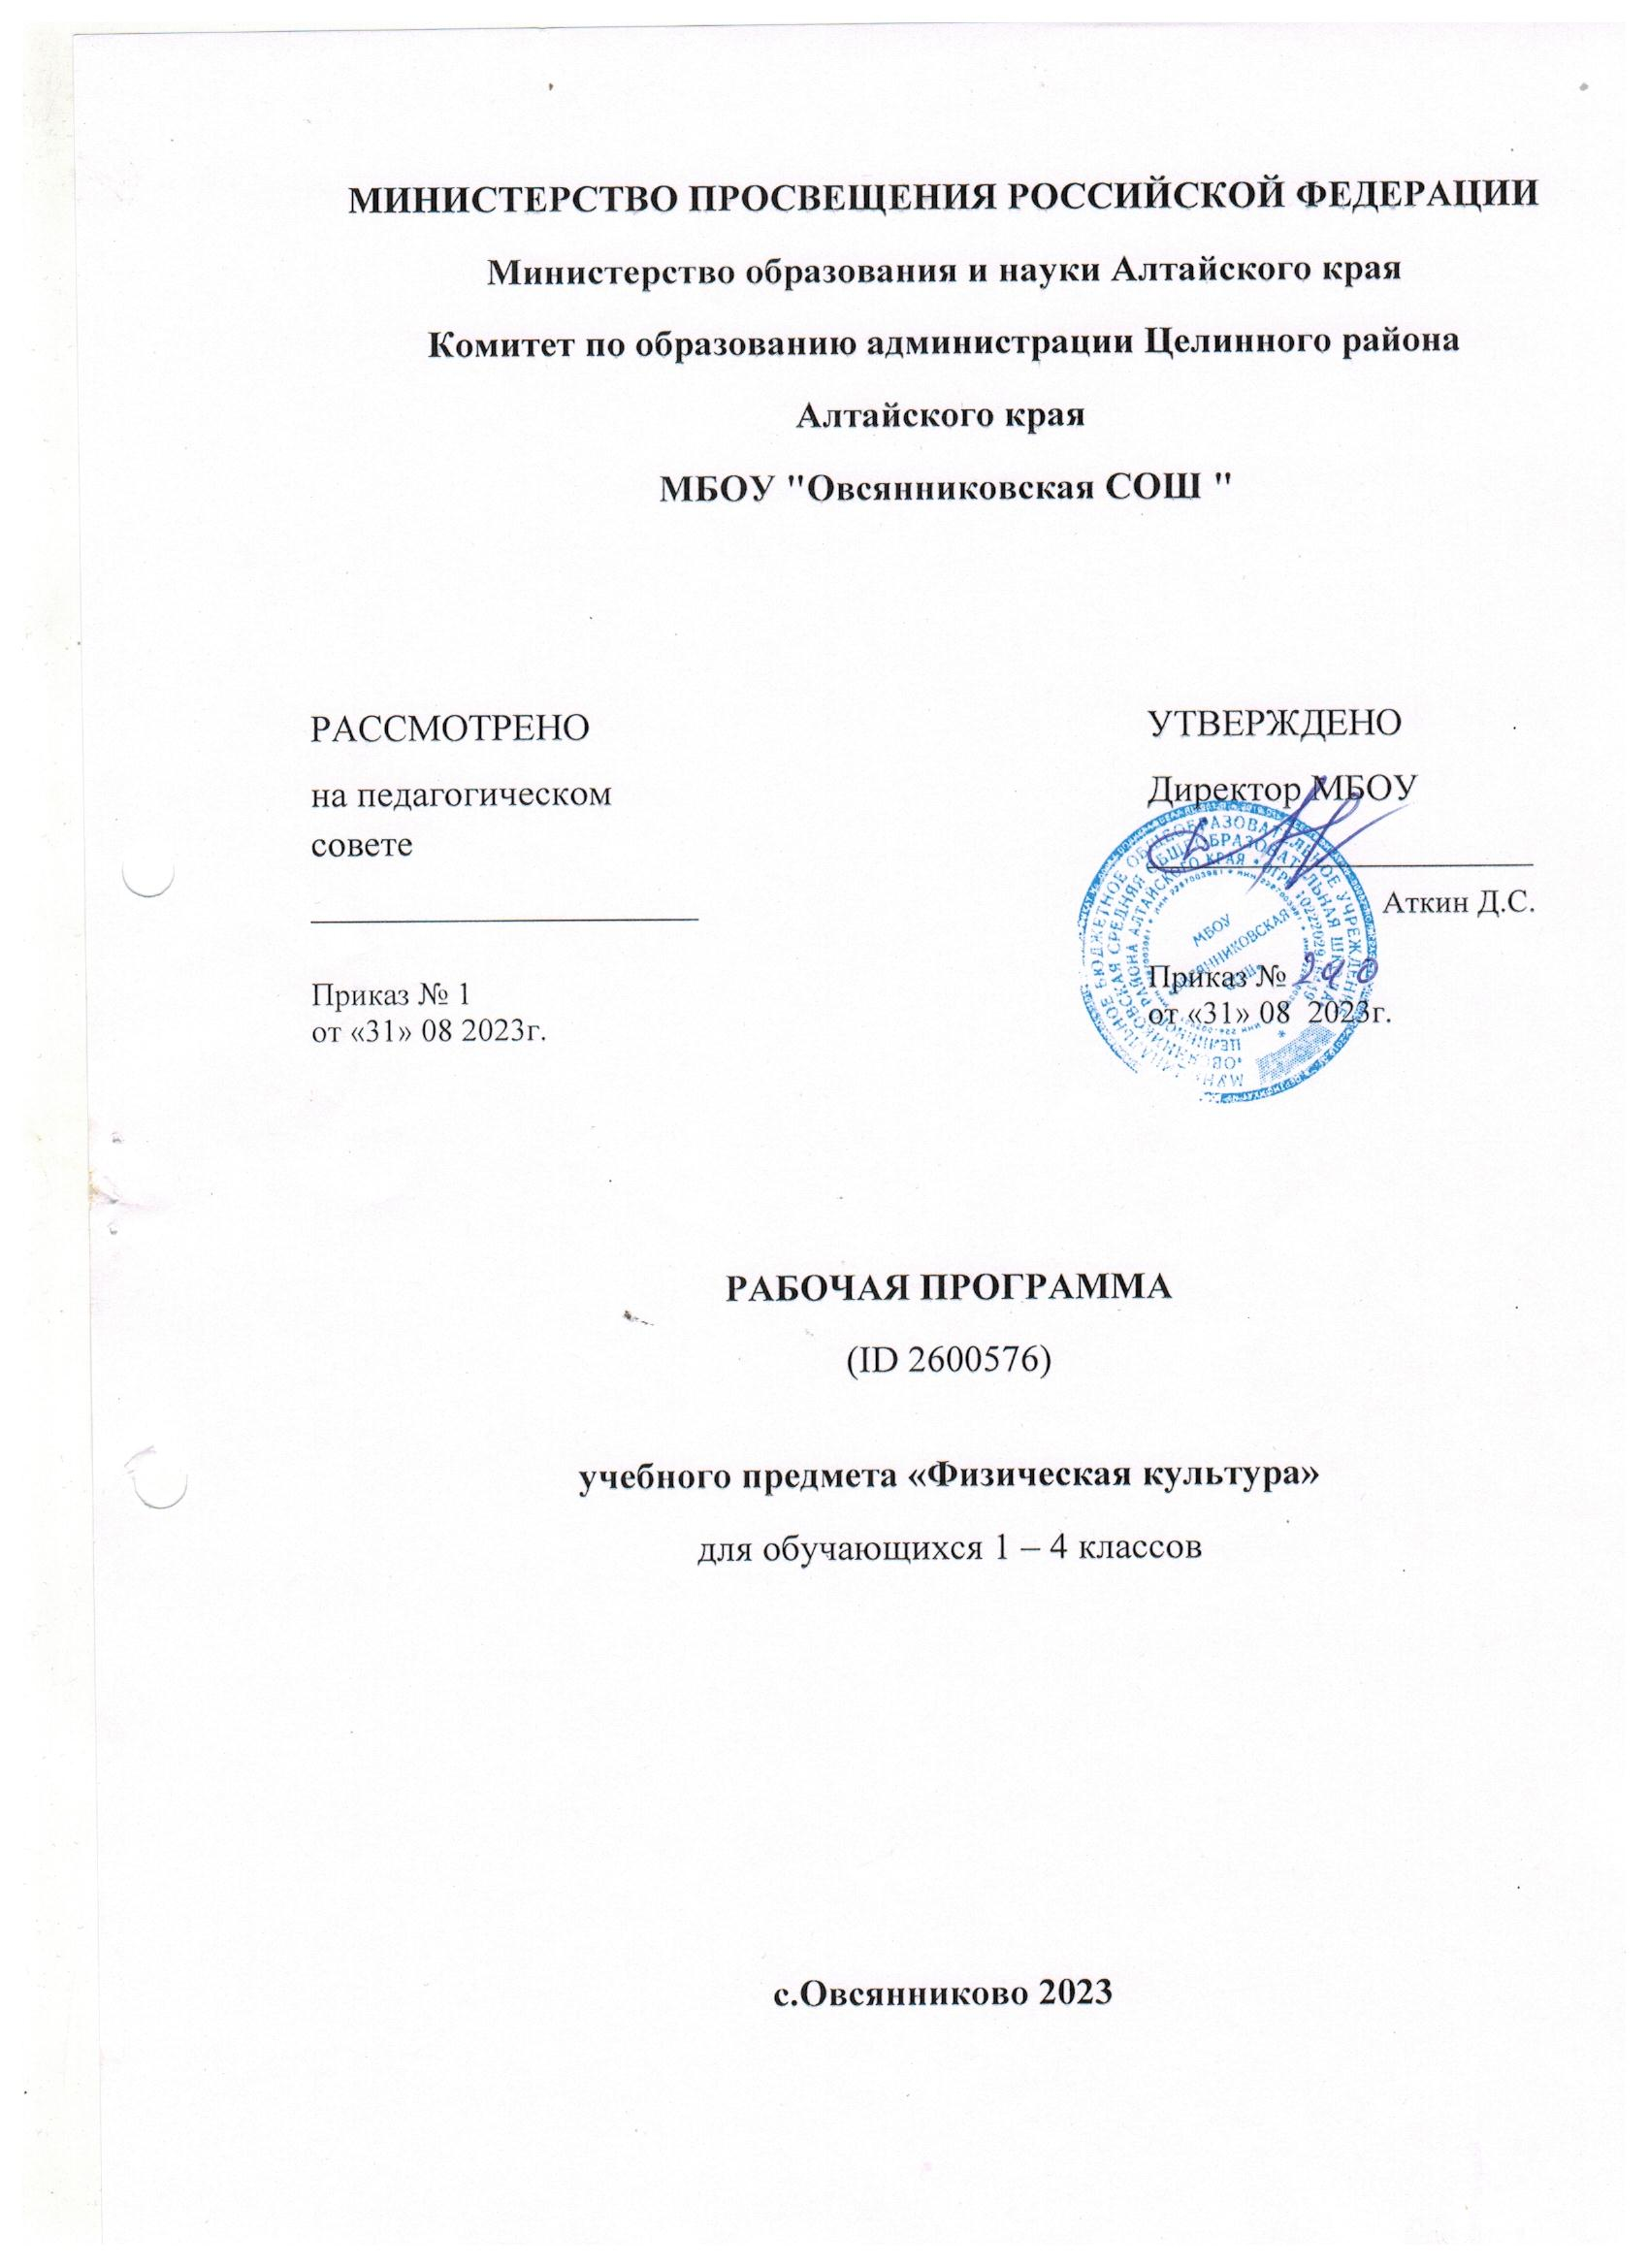 МИНИСТЕРСТВО ПРОСВЕЩЕНИЯ РОССИЙСКОЙ ФЕДЕРАЦИИ
Министерство образования и науки Алтайского края
Комитет по образованию администрации Целинного района
Алтайского края
МБОУ "Овсянниковская СОШ "
РАССМОТРЕНО
на педагогическом
совете
Приказ № 1
от «31» 08 2023г.
УТВЕРЖДЕНО
Директор МБОУ
Аткин Д.С.
Приказ №
от «31» 08 2023г.
МБОУ
РАБОЧАЯ ПРОГРАММА
(ID 2600576)
учебного предмета «Физическая культура»
для обучающихся 1 – 4 классов
с.Овсянниково 2023